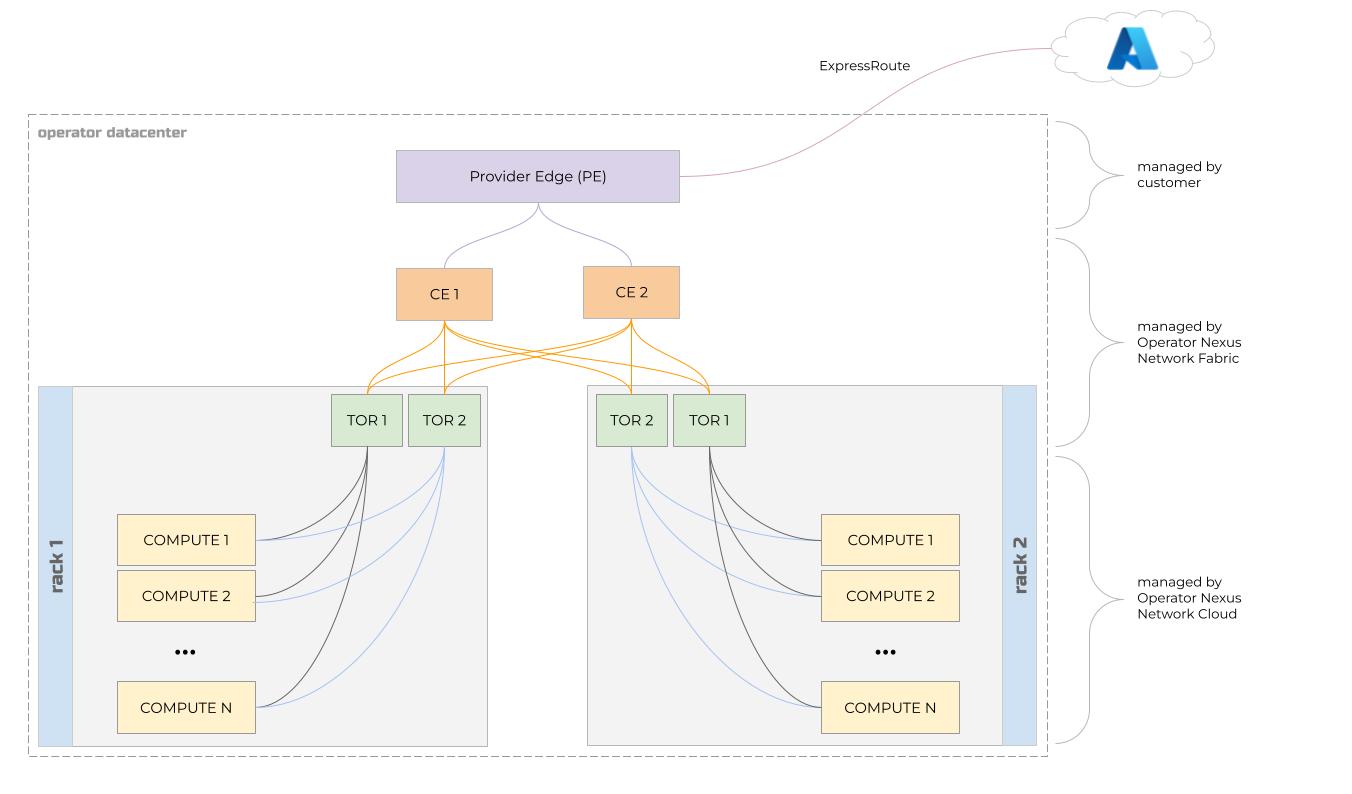 ExpressRoute
operator datacenter
Provider Edge (PE)
managed by
customer
CE 1
CE 2
managed by
Operator Nexus
Network Fabric
TOR 1
TOR 2
TOR 2
TOR 1
rack 1
COMPUTE 1
COMPUTE 2
•••
COMPUTE N
COMPUTE 1
COMPUTE 2
•••
COMPUTE N
rack 2
managed by
Operator Nexus
Network Cloud